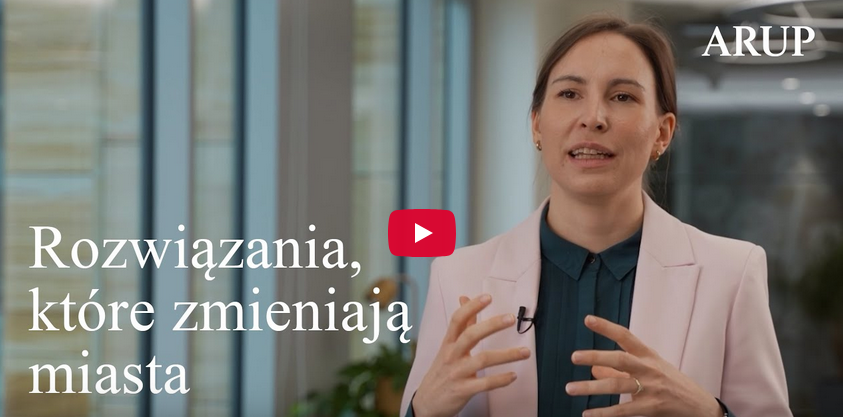 ARUP
Rozwiązania,
które zmieniają
miasta